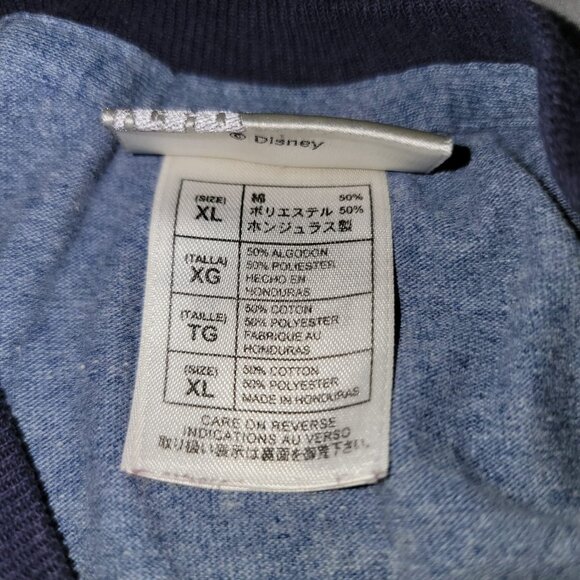 ® Disney
(SIZE)
XL
綿 50%
ポリエステル 50%
ホンジュラス製
(TALLA)
XG
50% ALGODON
50% POLIESTER
HECHO EN
HONDURAS
(TAILLE)
TG
50% COTON
50% POLYESTER
FABRIQUE AU
HONDURAS
(SIZE)
XL
50% COTTON
50% POLYESTER
MADE IN HONDURAS
CARE ON REVERSE
INDICATIONS AU VERSO
取り扱い表示は裏面を御覧下さい